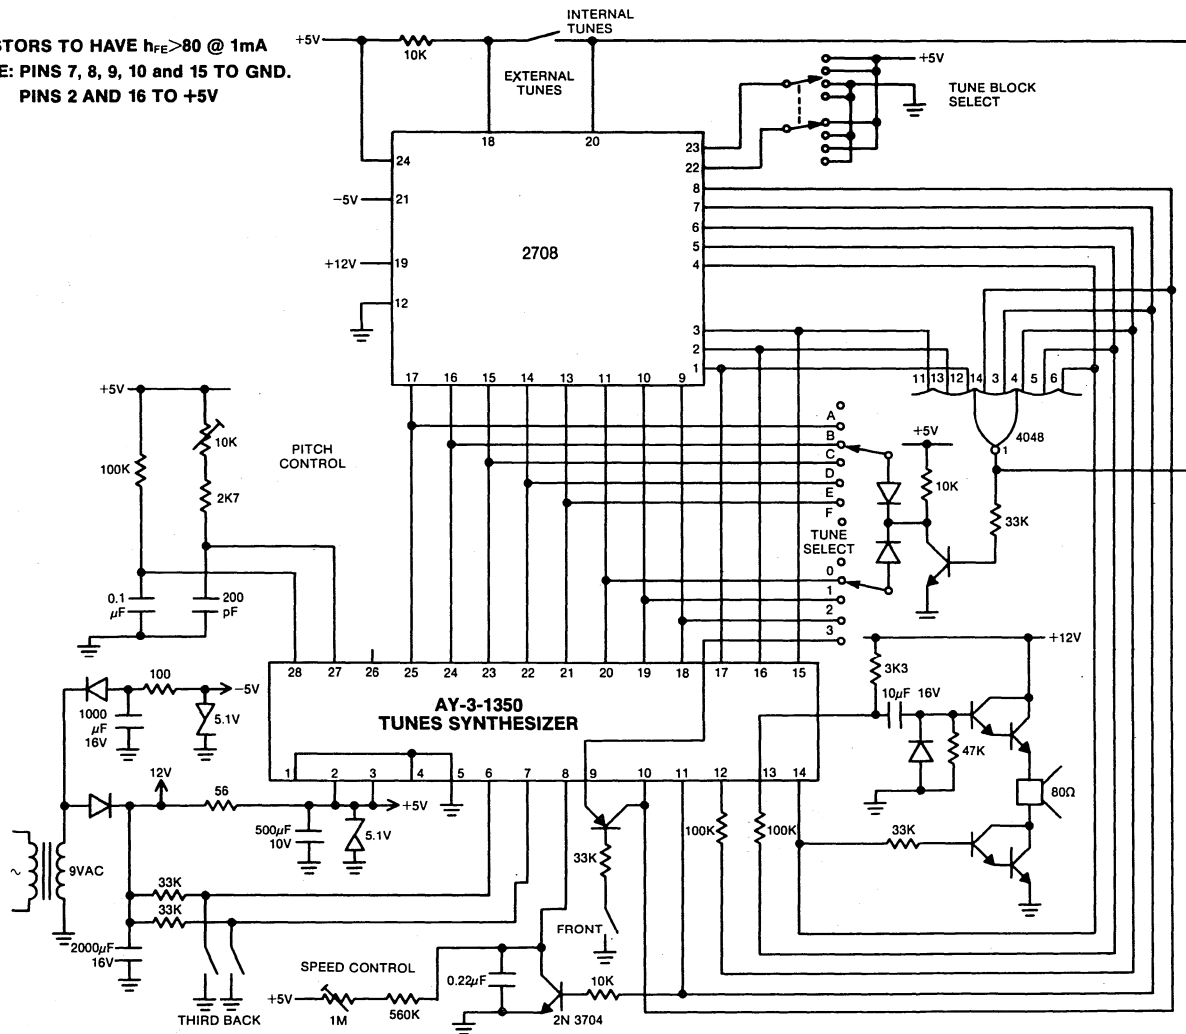 STORS TO HAVE hFE>80 @ 1mA
E: PINS 7, 8, 9, 10 and 15 TO GND.
PINS 2 AND 16 TO +5V
+5V
10K
INTERNAL
TUNES
EXTERNAL
TUNES
+5V
TUNE BLOCK
SELECT
18
20
24
23
22
8
7
6
5
4
−5V
21
2708
+12V
19
12
3
2
1
17
16
15
14
13
11
10
9
11
13
12
14
3
4
5
6
4048
1
+5V
10K
PITCH
CONTROL
100K
2K7
A
B
C
D
E
F
TUNE
SELECT
0
1
2
3
+5V
10K
33K
0.1
µF
200
pF
28
27
26
25
24
23
22
21
20
19
18
17
16
15
AY-3-1350
TUNES SYNTHESIZER
1
2
3
4
5
6
7
8
9
10
11
12
13
14
100
−5V
1000
µF
16V
5.1V
12V
56
+5V
500µF
10V
5.1V
~
9VAC
33K
33K
2000µF
16V
THIRD BACK
+12V
3K3
10µF 16V
47K
80Ω
33K
100K
100K
33K
FRONT
SPEED CONTROL
+5V
1M
560K
0.22µF
10K
2N 3704